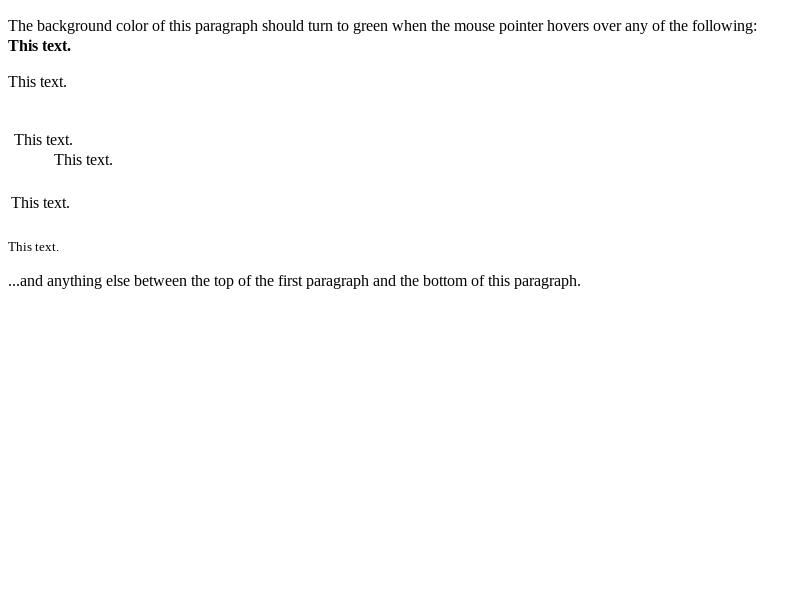 The background color of this paragraph should turn to green when the mouse pointer hovers over any of the following:
This text.
This text.
This text.
This text.
This text.
This text.
...and anything else between the top of the first paragraph and the bottom of this paragraph.